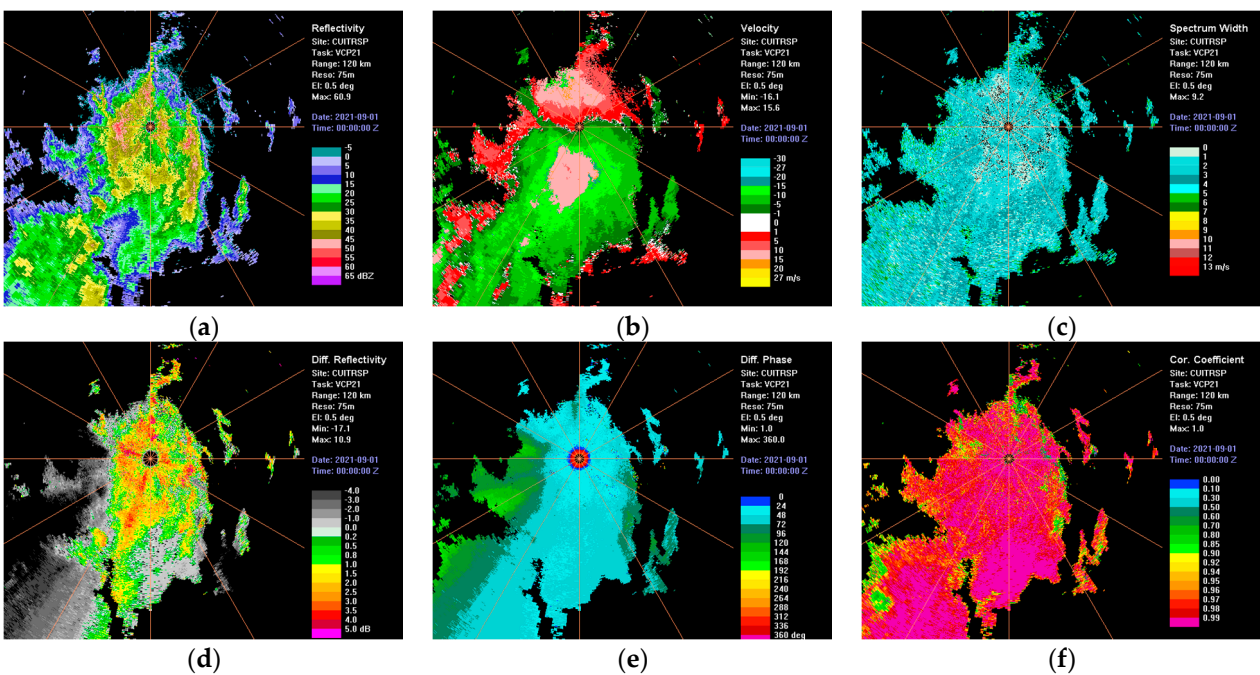 Reflectivity
Site: CUITRSP
Task: VCP21
Range: 120 km
Reso: 75m
El: 0.5 deg
Max: 60.9
Date: 2021-09-01
Time: 00:00:00 Z
-5
0
5
10
15
20
25
30
35
40
45
50
55
60
65 dBZ
(a)
Velocity
Site: CUITRSP
Task: VCP21
Range: 120 km
Reso: 75m
El: 0.5 deg
Min: -16.1
Max: 15.6
Date: 2021-09-01
Time: 00:00:00 Z
-30
-27
-20
-15
-10
-5
-1
1
5
10
15
20
27 m/s
(b)
Spectrum Width
Site: CUITRSP
Task: VCP21
Range: 120 km
Reso: 75m
El: 0.5 deg
Max: 9.2
Date: 2021-09-01
Time: 00:00:00 Z
0
1
2
3
4
5
6
7
8
9
10
11
12
13 m/s
(c)
Diff. Reflectivity
Site: CUITRSP
Task: VCP21
Range: 120 km
Reso: 75m
El: 0.5 deg
Min: -17.1
Max: 10.9
Date: 2021-09-01
Time: 00:00:00 Z
-4.0
-3.0
-2.0
-1.0
0.0
0.2
0.5
0.8
1.0
1.5
2.0
2.5
3.0
3.5
4.0
5.0 dB
(d)
Diff. Phase
Site: CUITRSP
Task: VCP21
Range: 120 km
Reso: 75m
El: 0.5 deg
Min: 1.0
Max: 360.0
Date: 2021-09-01
Time: 00:00:00 Z
0
24
48
72
96
120
144
168
192
216
240
264
288
312
336
360 deg
(e)
Cor. Coefficient
Site: CUITRSP
Task: VCP21
Range: 120 km
Reso: 75m
El: 0.5 deg
Max: 1.0
Date: 2021-09-01
Time: 00:00:00 Z
0.00
0.10
0.30
0.50
0.60
0.70
0.80
0.85
0.90
0.92
0.94
0.95
0.96
0.97
0.98
0.99
(f)